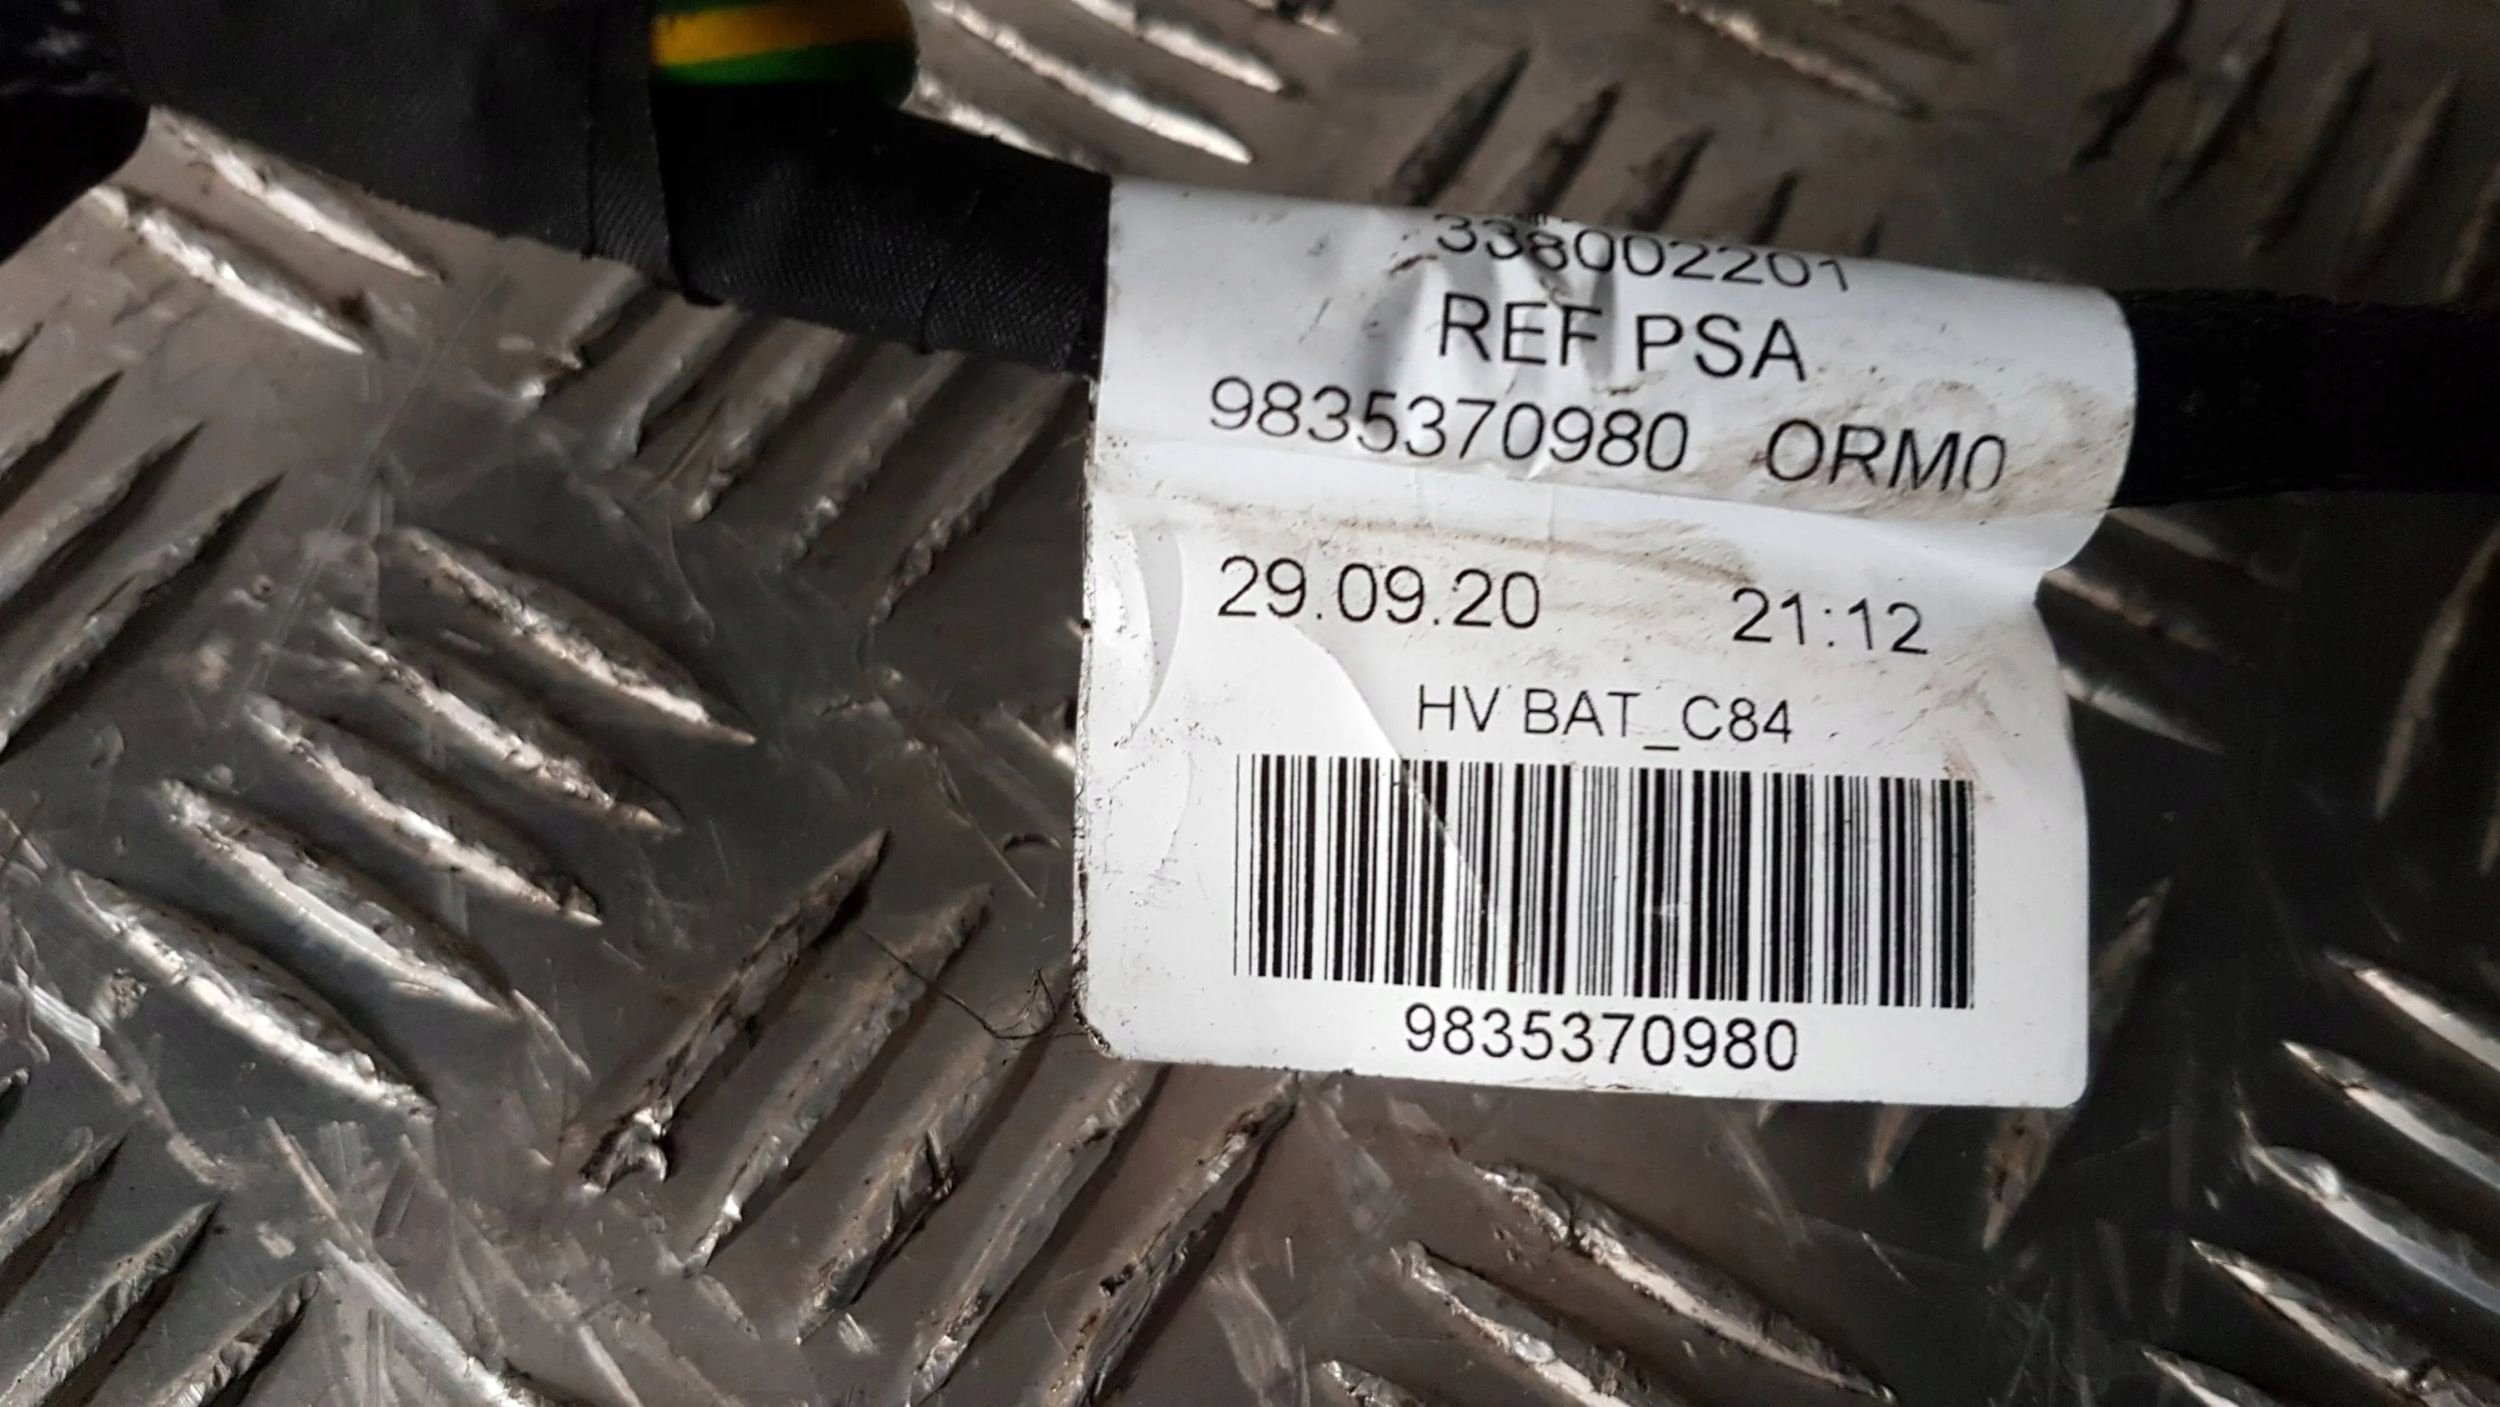 338002201
REF PSA
9835370980 ORM0
29.09.20 21:12
HV BAT_C84
9835370980